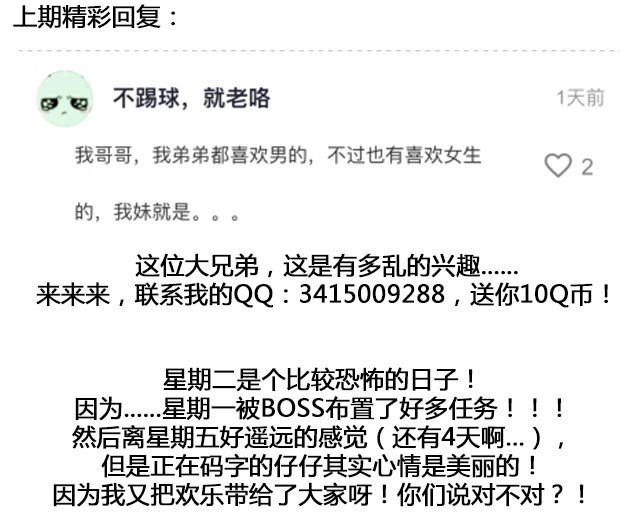 上期精彩回复：
不踢球，就老咯
1天前
我哥哥，我弟弟都喜欢男的，不过也有喜欢女生
2
的，我妹就是。。。
这位大兄弟，这是有多乱的兴趣……
来来来，联系我的QQ：3415009288，送你10Q币！
星期二是个比较恐怖的日子！
因为……星期一被BOSS布置了好多任务！！！
然后离星期五好遥远的感觉（还有4天啊...），
但是正在码字的仔仔其实心情是美丽的！
因为我又把欢乐带给了大家呀！你们说对不对？！